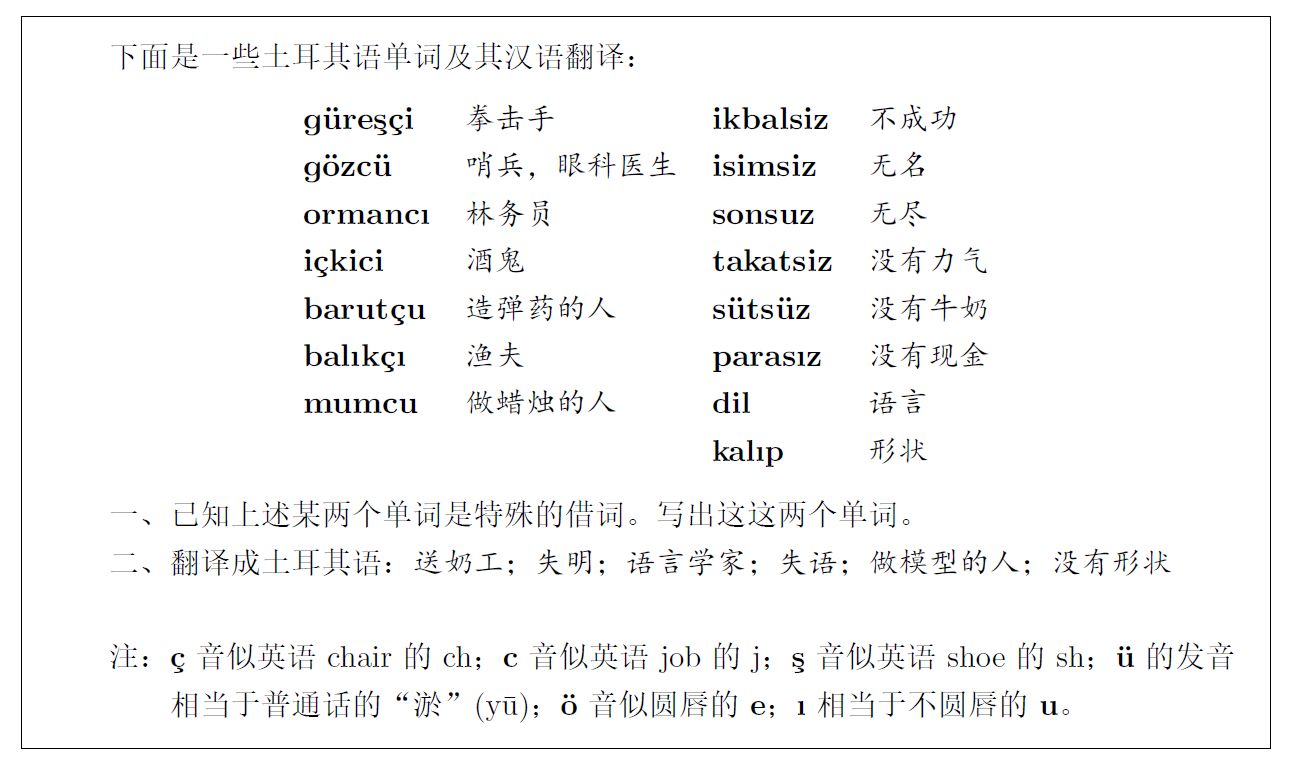 下面是一些土耳其语单词及其汉语翻译：
güreşçi 拳击手 ikbalsiz 不成功
gözcü 哨兵，眼科医生 isimsiz 无名
ormancı 林务员 sonsuz 无尽
içkici 酒鬼 takatsiz 没有力气
barutçu 造弹药的人 sütsüz 没有牛奶
balıkçı 渔夫 parasız 没有现金
mumcu 做蜡烛的人 dil 语言
kalıp 形状
一、已知上述某两个单词是特殊的借词。写出这这两个单词。
二、翻译成土耳其语：送奶工；失明；语言学家；失语；做模型的人；没有形状
注：ç 音似英语 chair 的 ch；c 音似英语 job 的 j；ş 音似英语 shoe 的 sh；ü 的发音
相当于普通话的“淤”(yū)；ö 音似圆唇的 e；ı 相当于不圆唇的 u。